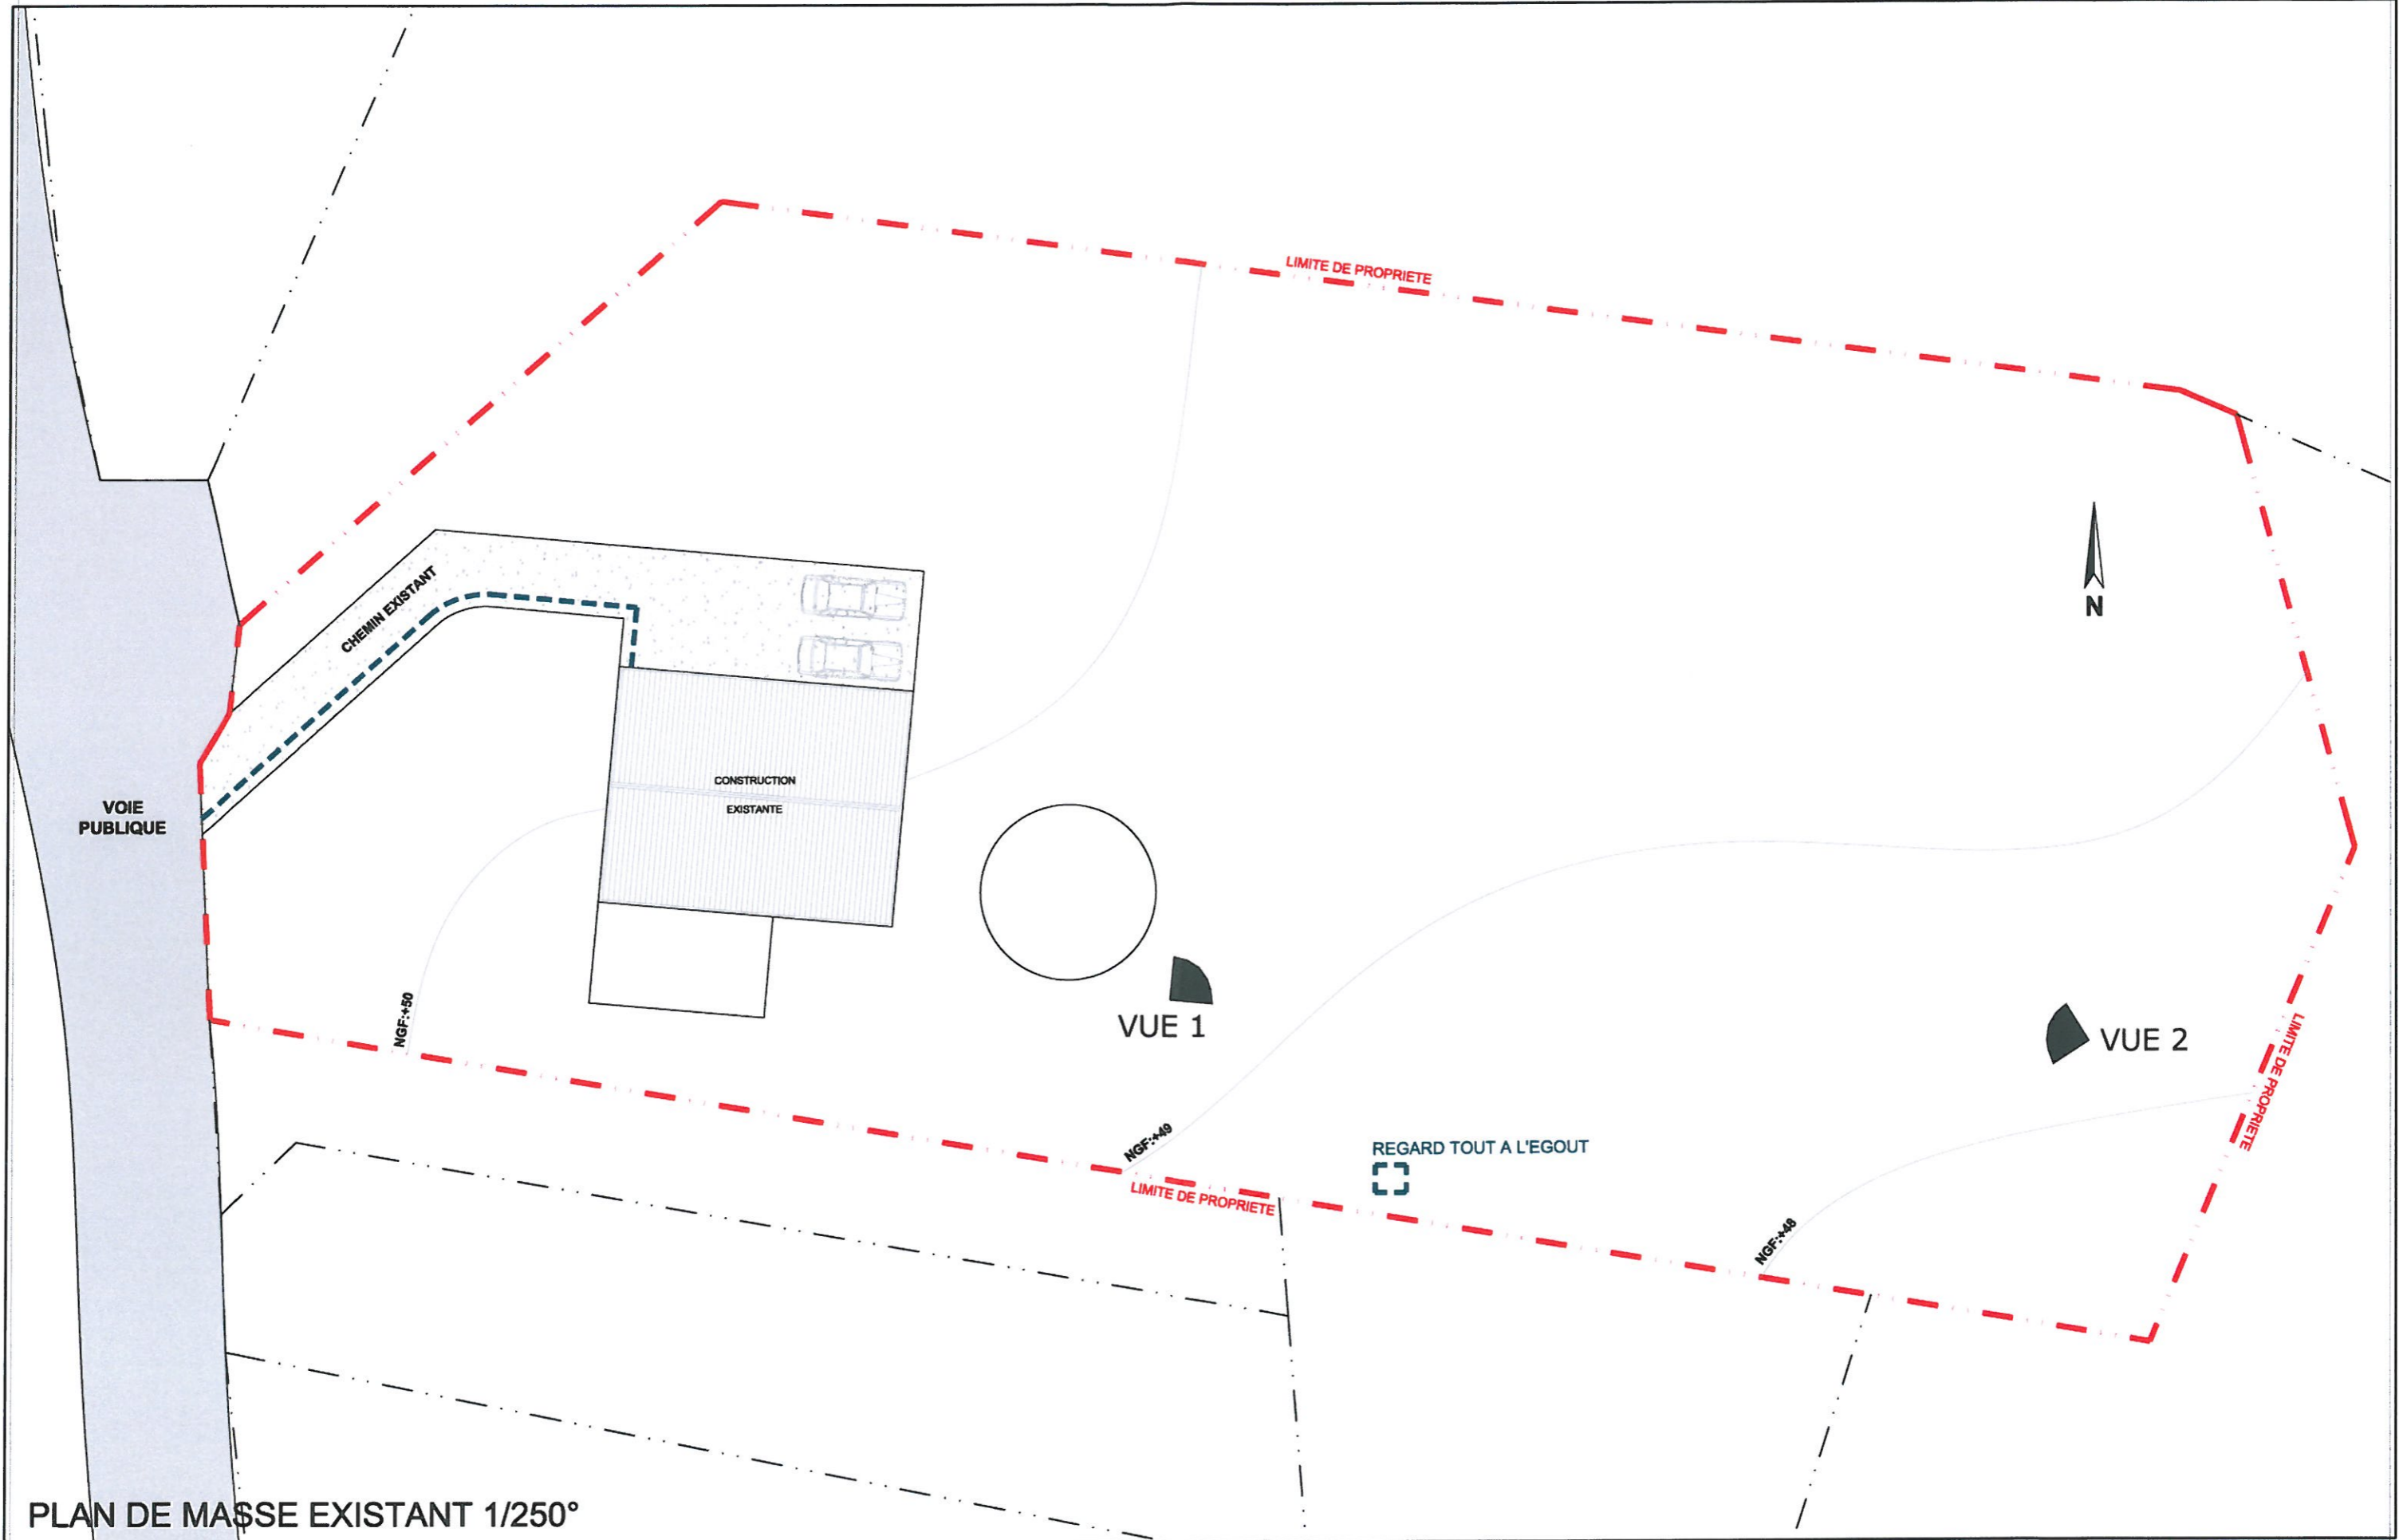 LIMITE DE PROPRIETE
CHEMIN EXISTANT
N
CONSTRUCTION
EXISTANTE
VOIE
PUBLIQUE
NGF:+50
VUE 1
VUE 2
LIMITE DE PROPRIETE
NGF:+49
REGARD TOUT A L'EGOUT
LIMITE DE PROPRIETE
NGF:+48
PLAN DE MASSE EXISTANT 1/250°